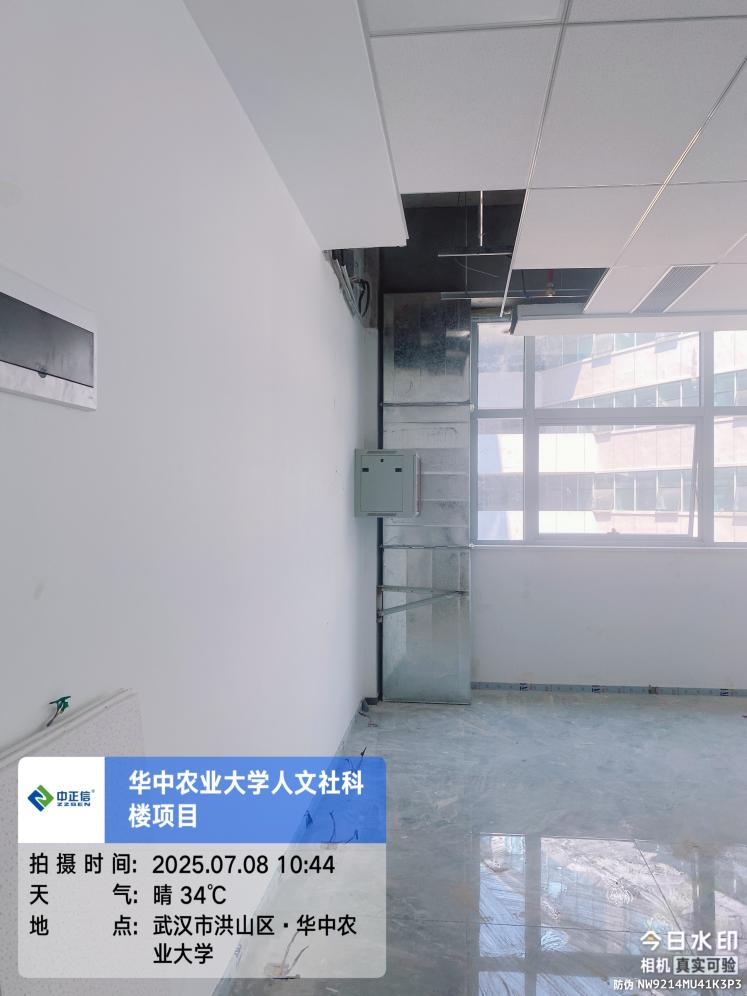 中正信
ZZSEN
华中农业大学人文社科
楼项目
拍摄时间: 2025.07.08 10:44
天气: 晴 34℃
地点: 武汉市洪山区·华中农
业大学
今日水印
相机 真实可验
防伪 NW9214MU41K3P3